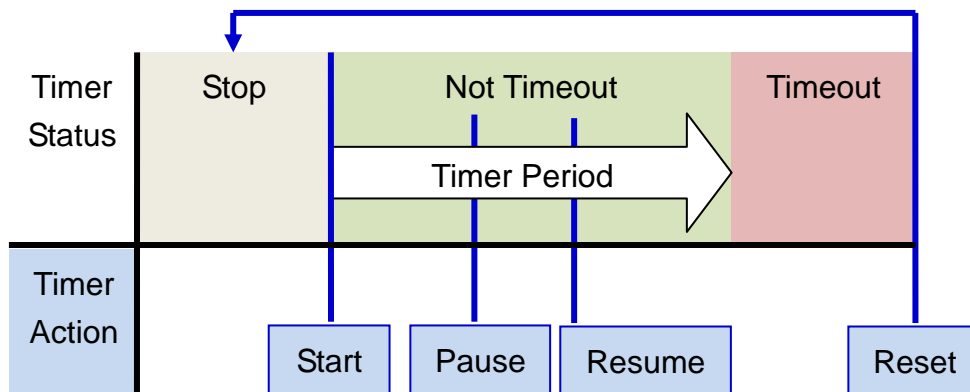 Timer
Status
Stop
Not Timeout
Timeout
Timer Period
Timer
Action
Start
Pause
Resume
Reset